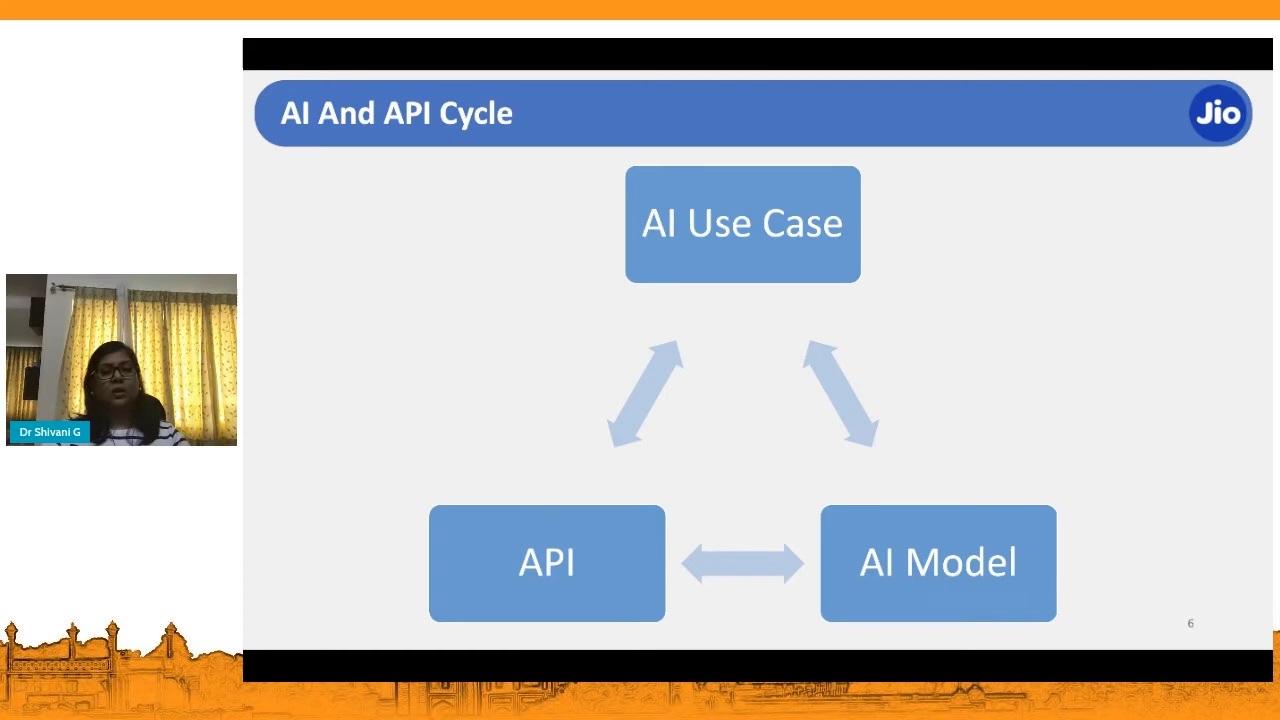 AI And API Cycle
Jio
AI Use Case
Dr Shivani G
API
AI Model
6